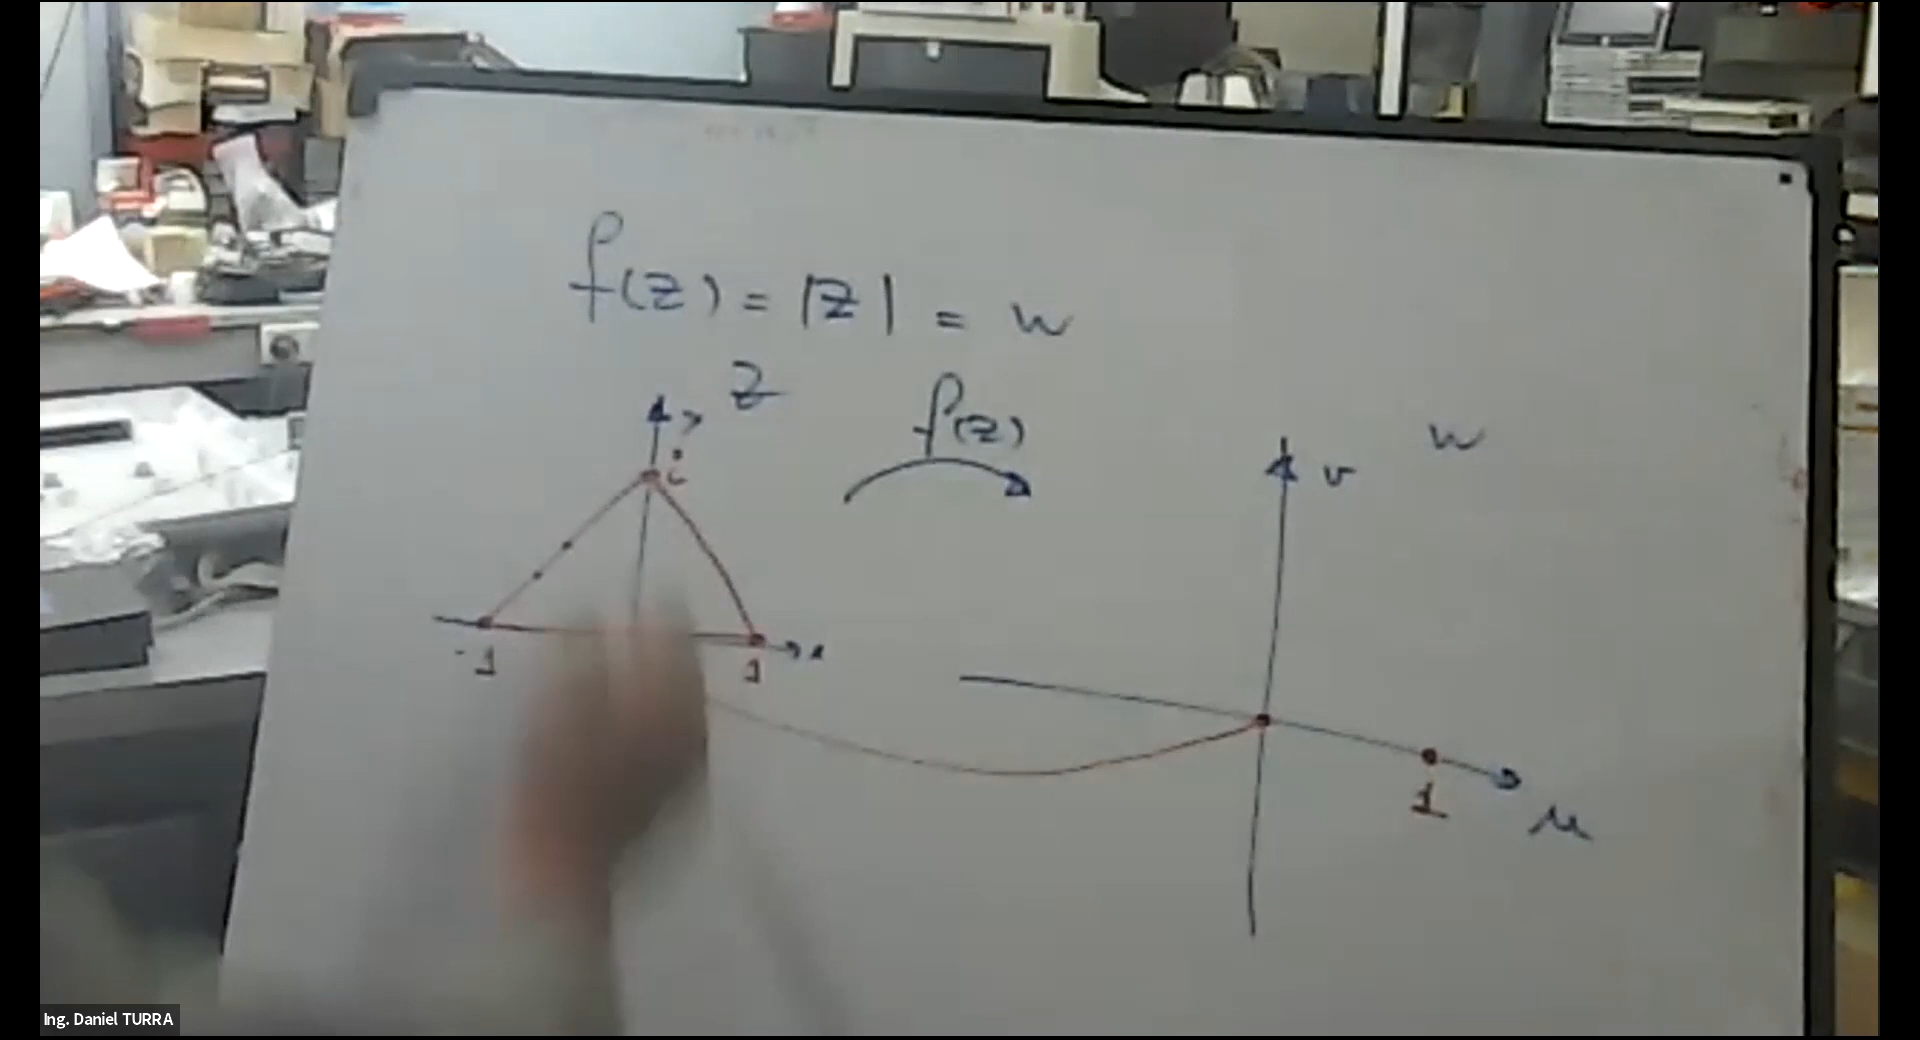 f(z) = |z| = w
z
f(z)
w
y
i
v
-1
1
x
1
u
Ing. Daniel TURRA